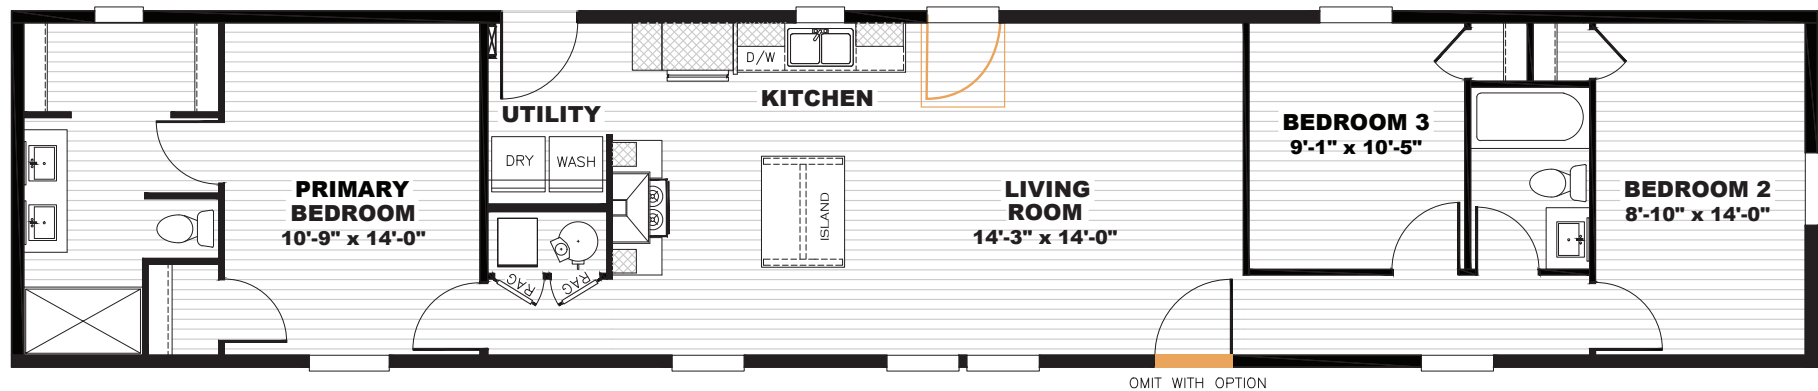 UTILITY
DRY
WASH
D/W
KITCHEN
PRIMARY
BEDROOM
10'-9" x 14'-0"
RAG
RAG
ISLAND
LIVING
ROOM
14'-3" x 14'-0"
BEDROOM 3
9'-1" x 10'-5"
BEDROOM 2
8'-10" x 14'-0"
OMIT WITH OPTION